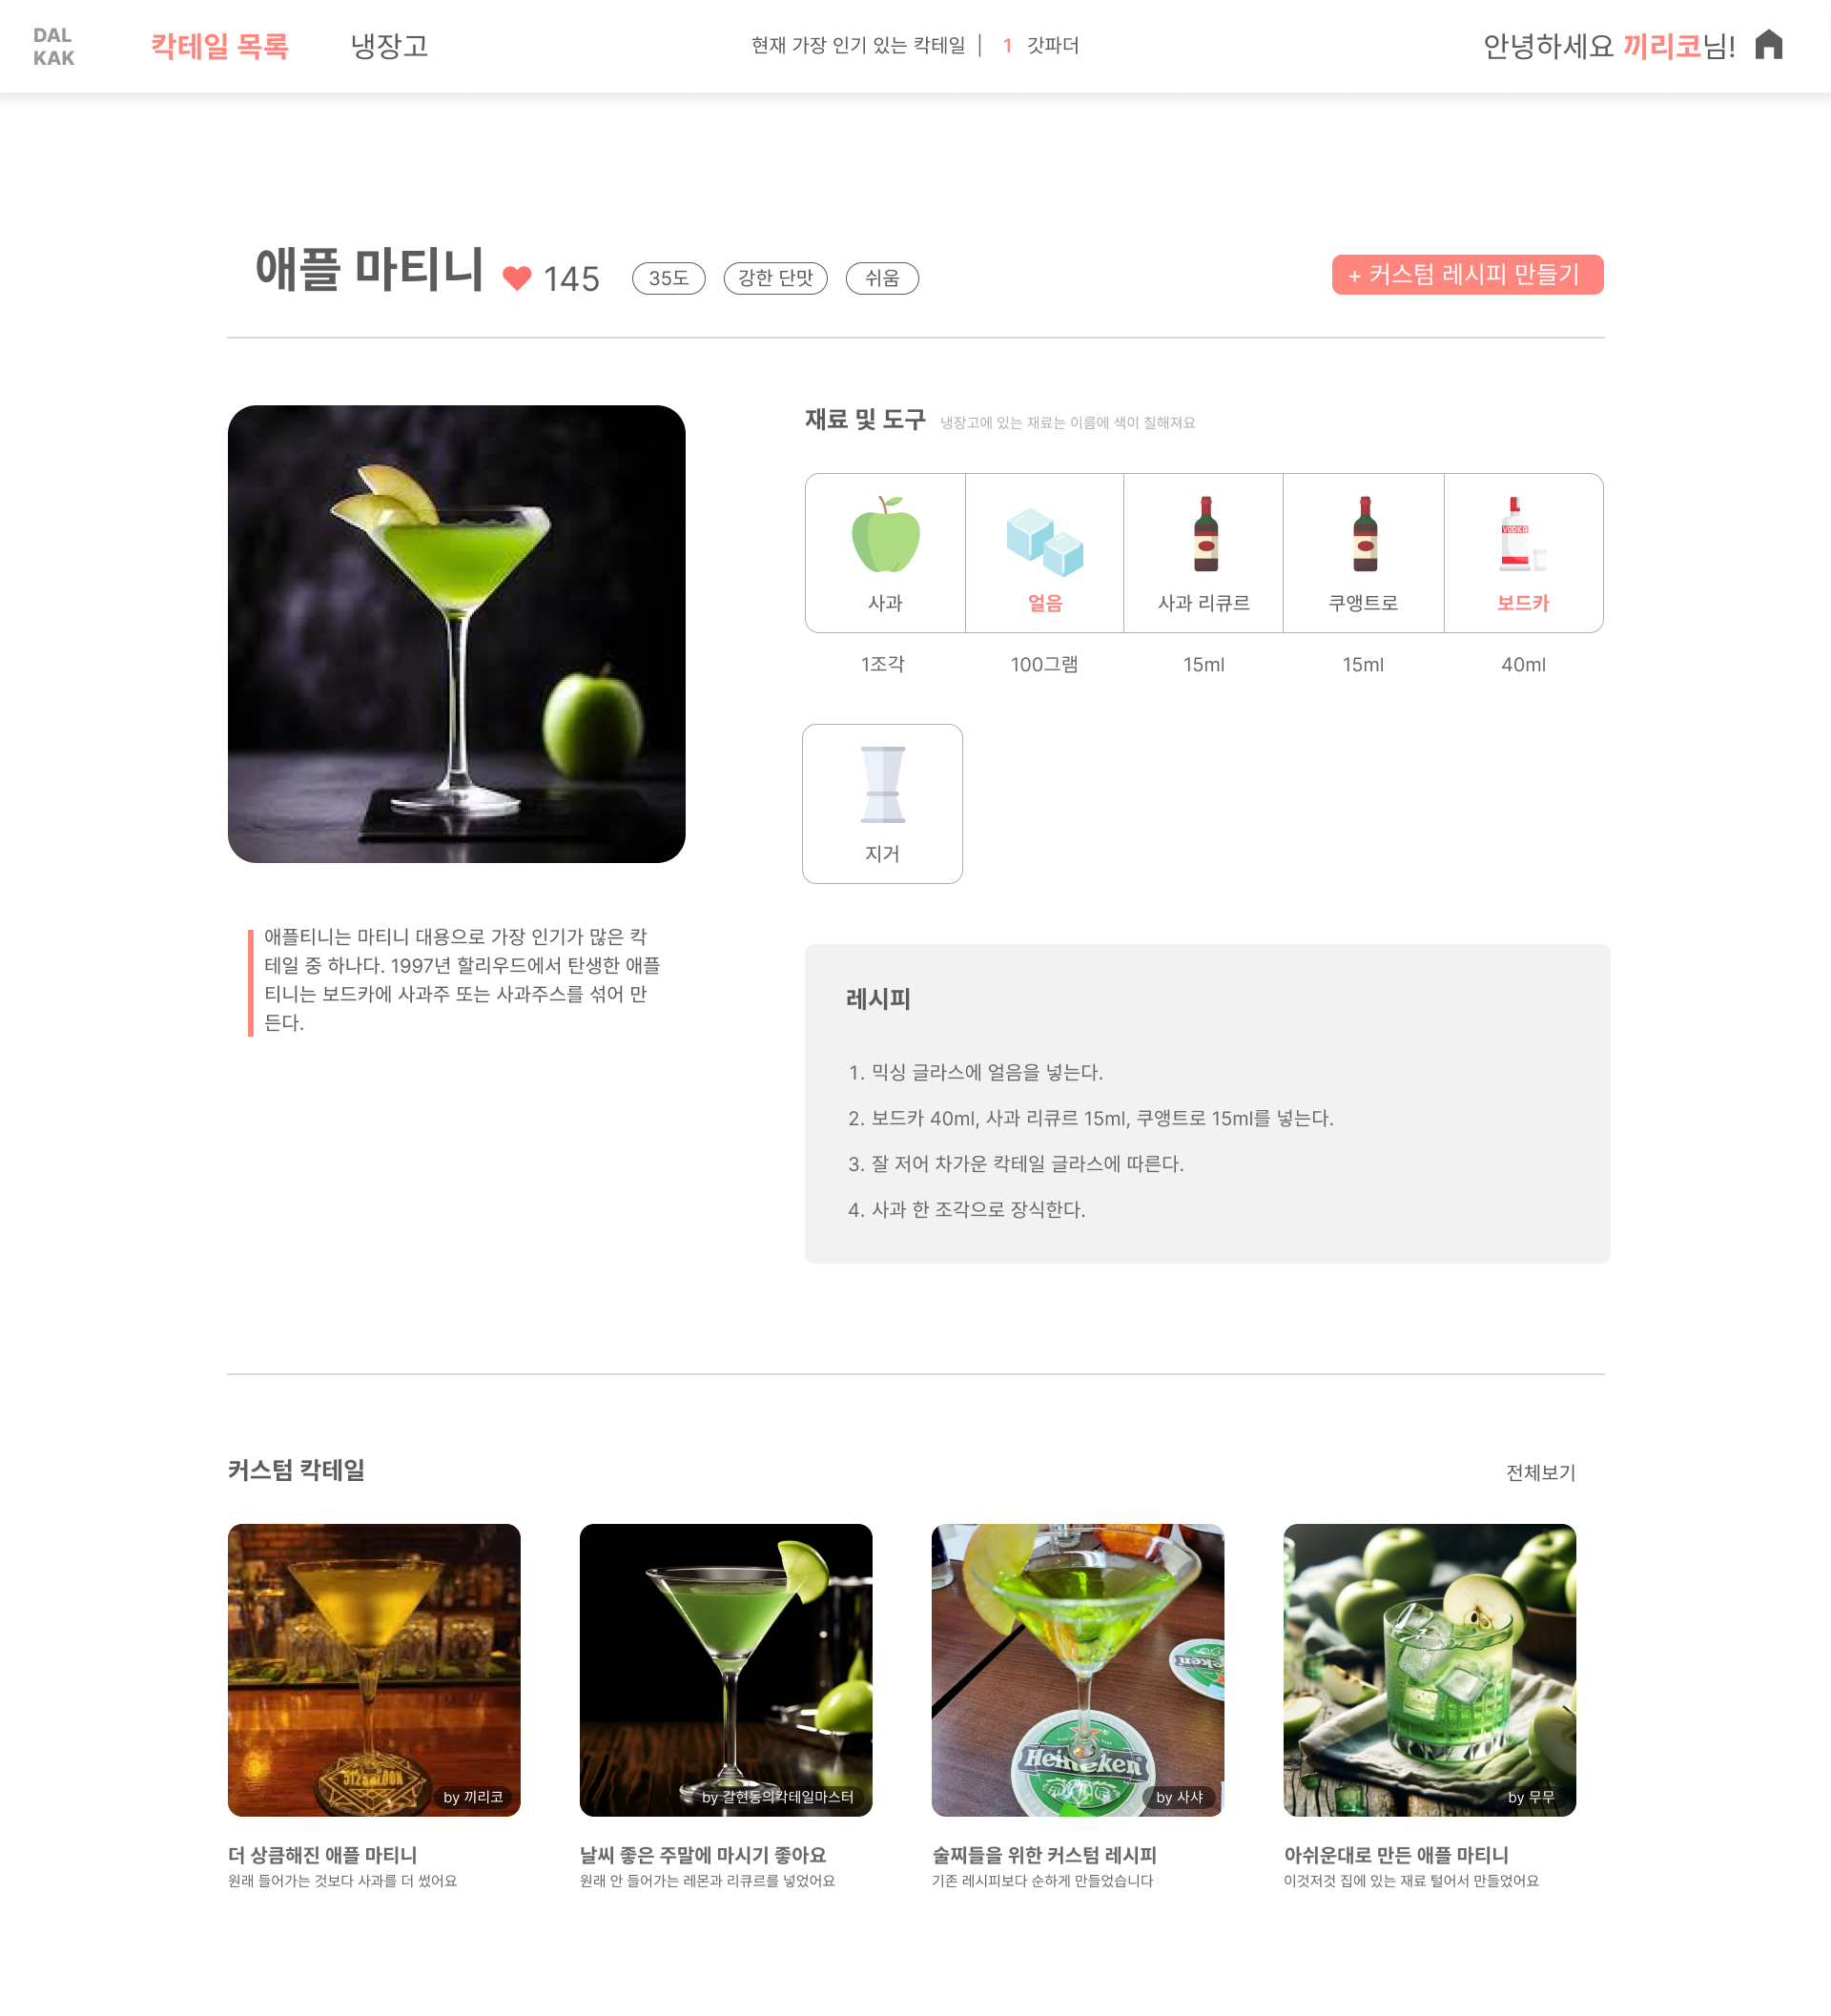 DAL
KAK
칵테일 목록
냉장고
현재 가장 인기 있는 칵테일 | 1 갓파더
안녕하세요 끼리코님!
애플 마티니 145 35도 강한 단맛 쉬움
+ 커스텀 레시피 만들기
재료 및 도구 냉장고에 있는 재료는 이름에 색이 칠해져요
VODKA
사과 얼음 사과 리큐르 쿠앵트로 보드카
1조각 100그램 15ml 15ml 40ml
지거
애플티니는 마티니 대용으로 가장 인기가 많은 칵
테일 중 하나다. 1997년 할리우드에서 탄생한 애플
티니는 보드카에 사과주 또는 사과주스를 섞어 만
든다.
레시피
1. 믹싱 글라스에 얼음을 넣는다.
2. 보드카 40ml, 사과 리큐르 15ml, 쿠앵트로 15ml를 넣는다.
3. 잘 저어 차가운 칵테일 글라스에 따른다.
4. 사과 한 조각으로 장식한다.
커스텀 칵테일
전체보기
Heineken
by 끼리코
by 갈현동의칵테일마스터
by 사샤
by 무무
더 상큼해진 애플 마티니
원래 들어가는 것보다 사과를 더 썼어요
날씨 좋은 주말에 마시기 좋아요
원래 안 들어가는 레몬과 리큐르를 넣었어요
술찌들을 위한 커스텀 레시피
기존 레시피보다 순하게 만들었습니다
아쉬운대로 만든 애플 마티니
이것저것 집에 있는 재료 털어서 만들었어요